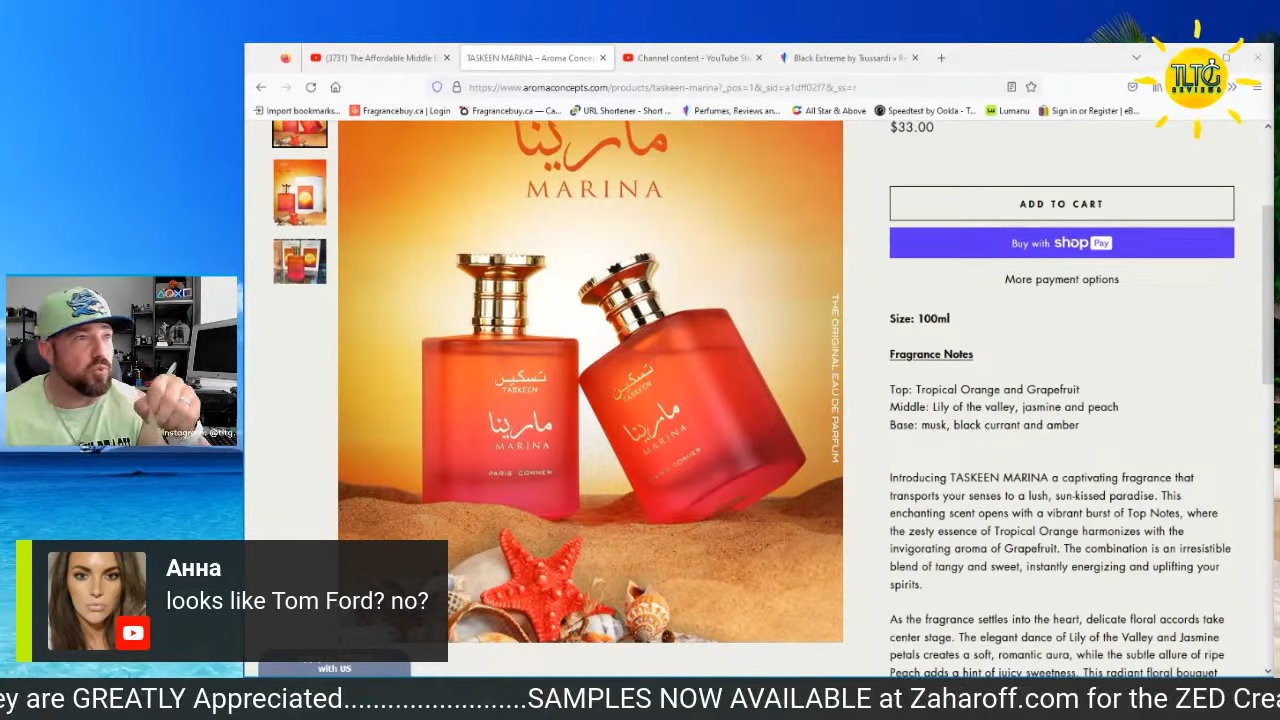 (3731) The Affordable Middle E
TASKEEN MARINA – Aroma Concep
Channel content - YouTube Stu
Black Extreme by Trussardi » Re
TLTG
REVIEWS
https://www.aromaconcepts.com/products/taskeen-marina?_pos=1&_sid=a1dff02f7&_ss=r
Import bookmarks...
Fragrancebuy.ca | Login
Fragrancebuy.ca — Ca...
URL Shortener - Short ...
Perfumes, Reviews an...
All Star & Above
Speedtest by Ookla - T...
Lumanu
Sign in or Register | eB...
$33.00
مارينا
MARINA
ADD TO CART
Buy with shop Pay
More payment options
Size: 100ml
Fragrance Notes
Top: Tropical Orange and Grapefruit
Middle: Lily of the valley, jasmine and peach
Base: musk, black currant and amber
THE ORIGINAL EAU DE PARFUM
تسكين
TASKEEN
مارينا
MARINA
PARIS CORNER
تسكين
TASKEEN
مارينا
MARINA
PARIS CORNER
Introducing TASKEEN MARINA a captivating fragrance that
transports your senses to a lush, sun-kissed paradise. This
enchanting scent opens with a vibrant burst of Top Notes, where
the zesty essence of Tropical Orange harmonizes with the
invigorating aroma of Grapefruit. The combination is an irresistible
blend of tangy and sweet, instantly energizing and uplifting your
spirits.
As the fragrance settles into the heart, delicate floral accords take
center stage. The elegant dance of Lily of the Valley and Jasmine
petals creates a soft, romantic aura, while the subtle allure of ripe
Peach adds a hint of juicy sweetness. This radiant floral bouquet
Instagram: @tltg
Анна
looks like Tom Ford? no?
with US
ey are GREATLY Appreciated........................SAMPLES NOW AVAILABLE at Zaharoff.com for the ZED Crea